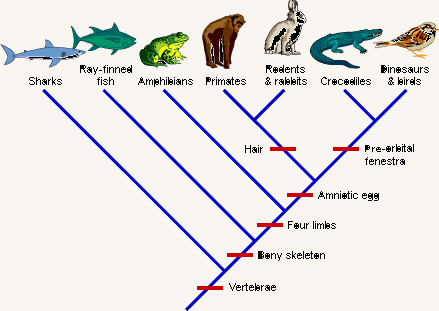 Sharks
Ray-finned
fish
Amphibians
Primates
Rodents
& rabbits
Crocodiles
Dinosaurs
& birds
Hair
Pre-orbital
fenestra
Amniotic egg
Four limbs
Bony skeleton
Vertebrae